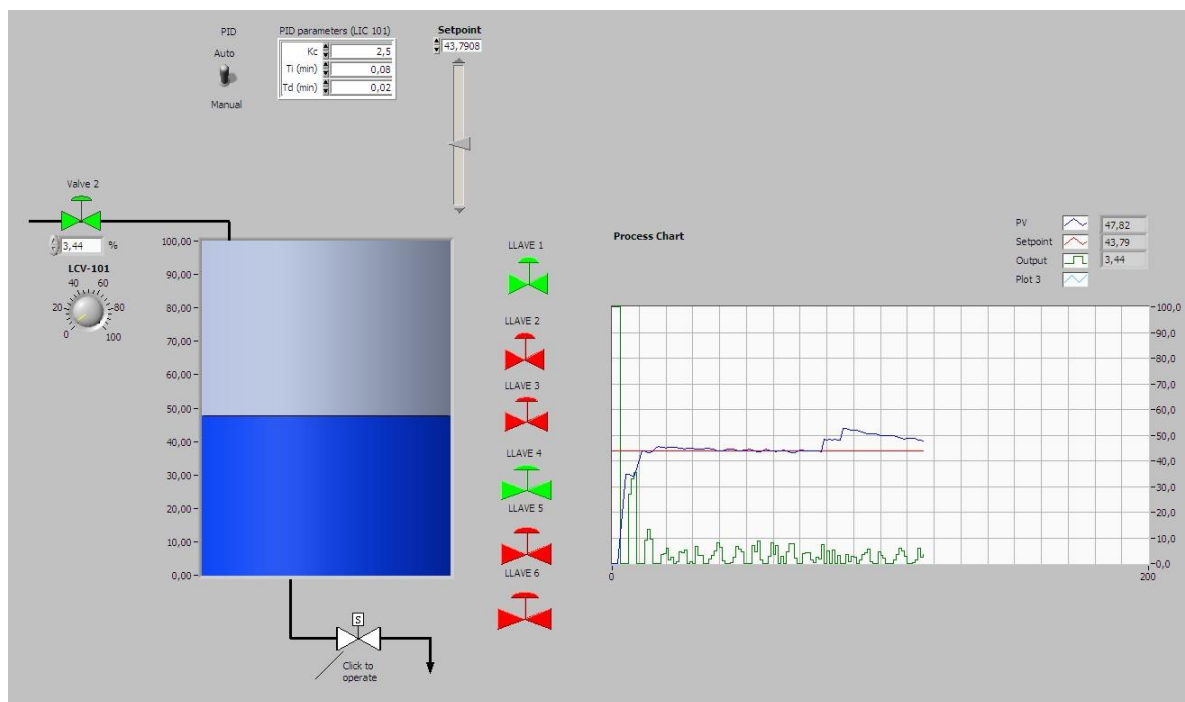 PID
Auto
Manual
PID parameters (LIC 101)
Kc 2,5
Ti (min) 0,08
Td (min) 0,02
Setpoint
43,7908
Valve 2
3,44 %
LCV-101
40 60
20 80
0 100
100,00
90,00
80,00
70,00
60,00
50,00
40,00
30,00
20,00
10,00
0,00
S
Click to
operate
LLAVE 1
LLAVE 2
LLAVE 3
LLAVE 4
LLAVE 5
LLAVE 6
Process Chart
PV 47,82
Setpoint 43,79
Output 3,44
Plot 3
100,0
90,0
80,0
70,0
60,0
50,0
40,0
30,0
20,0
10,0
0,0
0 200